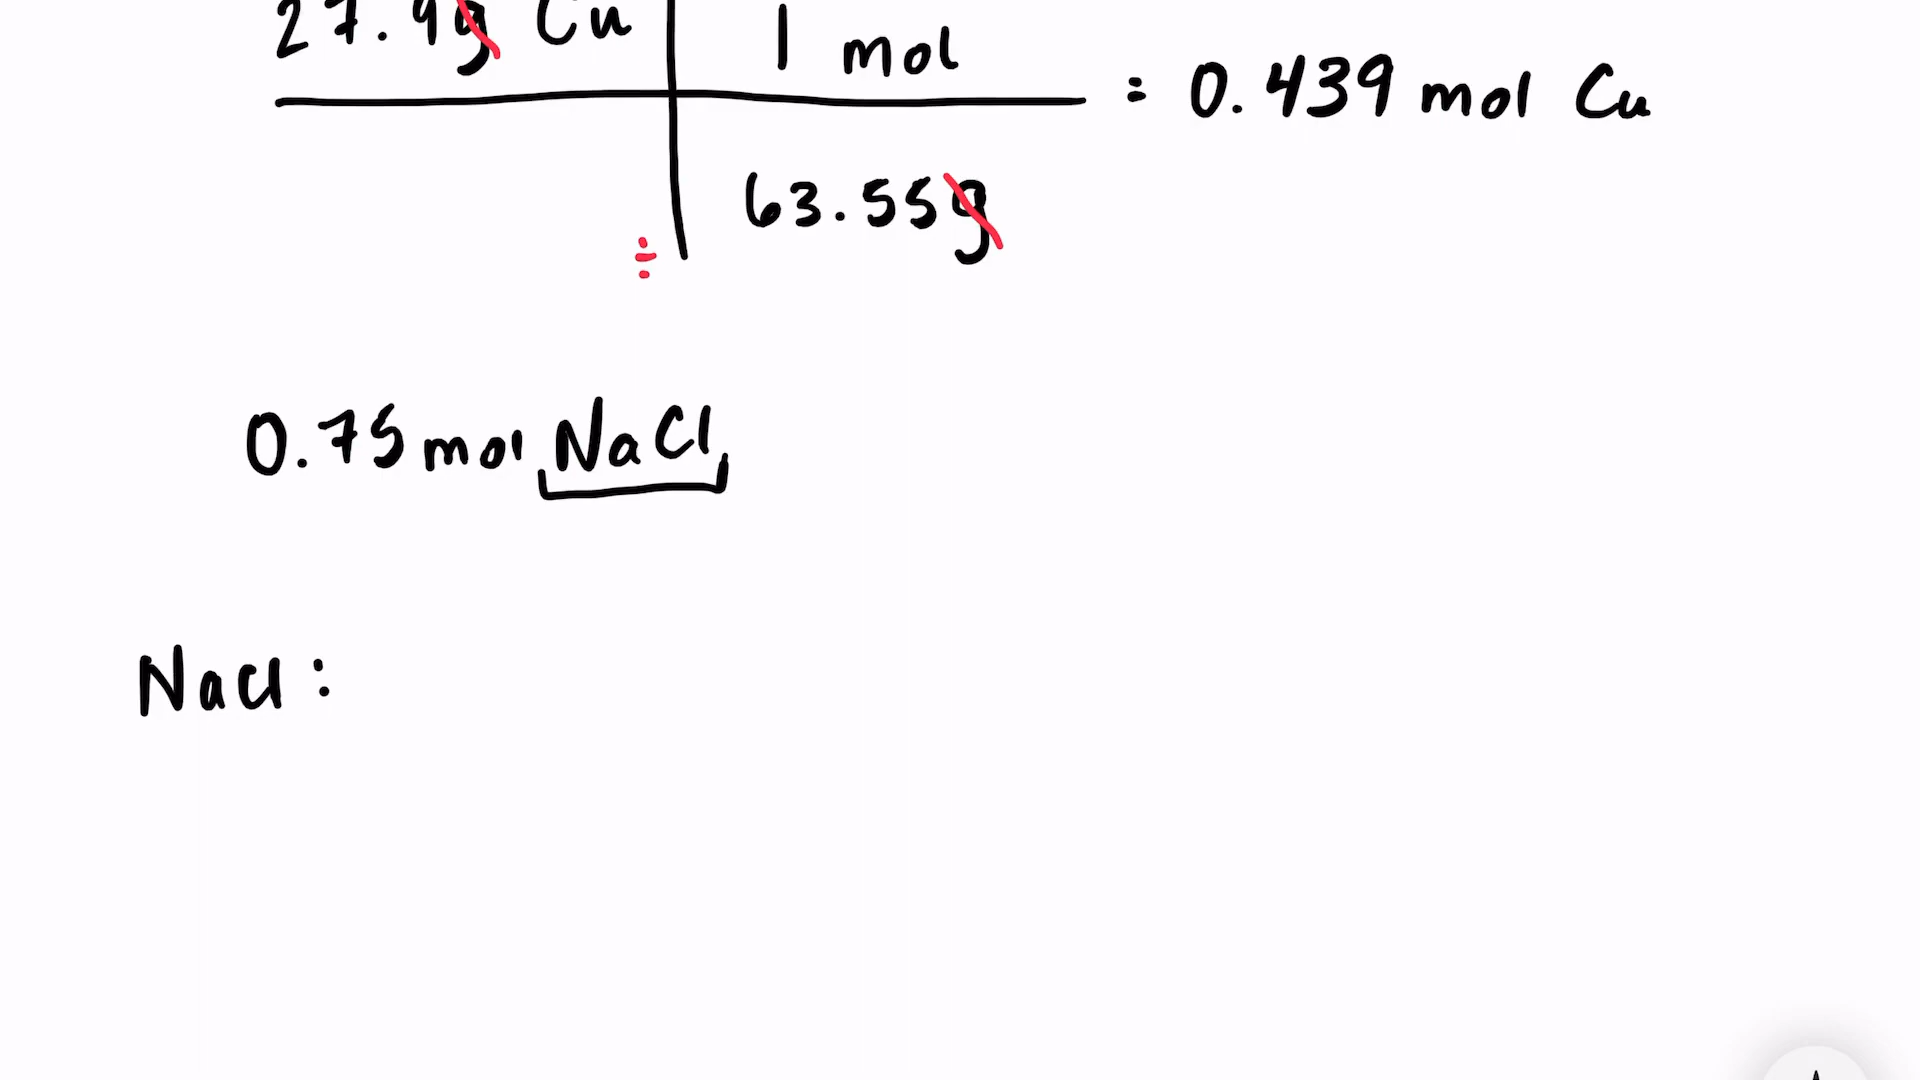 27.9g Cu 1 mol
= 0.439 mol Cu
63.55g
÷
0.75 mol NaCl
NaCl: